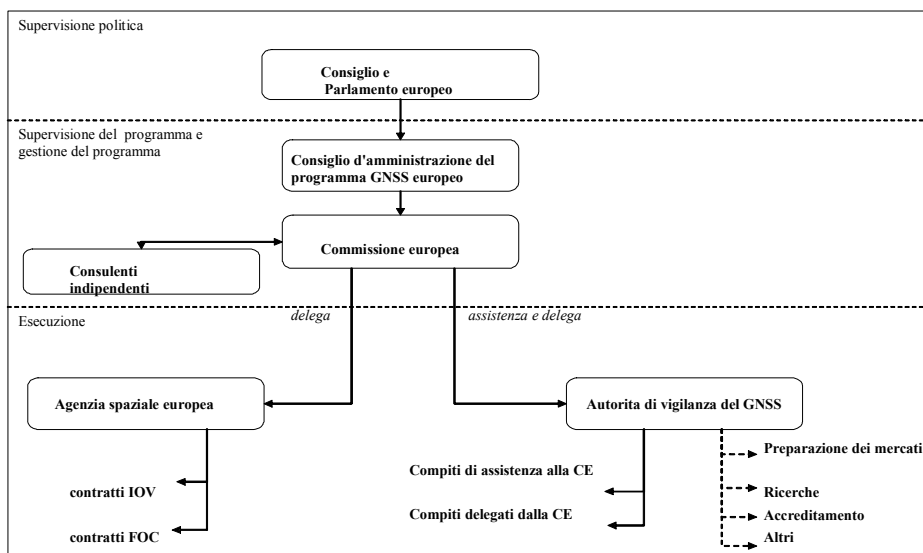 Supervisione politica
Consiglio e
Parlamento europeo
Supervisione del programma e
gestione del programma
Consiglio d'amministrazione del
programma GNSS europeo
Commissione europea
Consulenti
indipendenti
Esecuzione
delega
assistenza e delega
Agenzia spaziale europea
Autorita di vigilanza del GNSS
contratti IOV
contratti FOC
Compiti di assistenza alla CE
Compiti delegati dalla CE
Preparazione dei mercati
Ricerche
Accreditamento
Altri